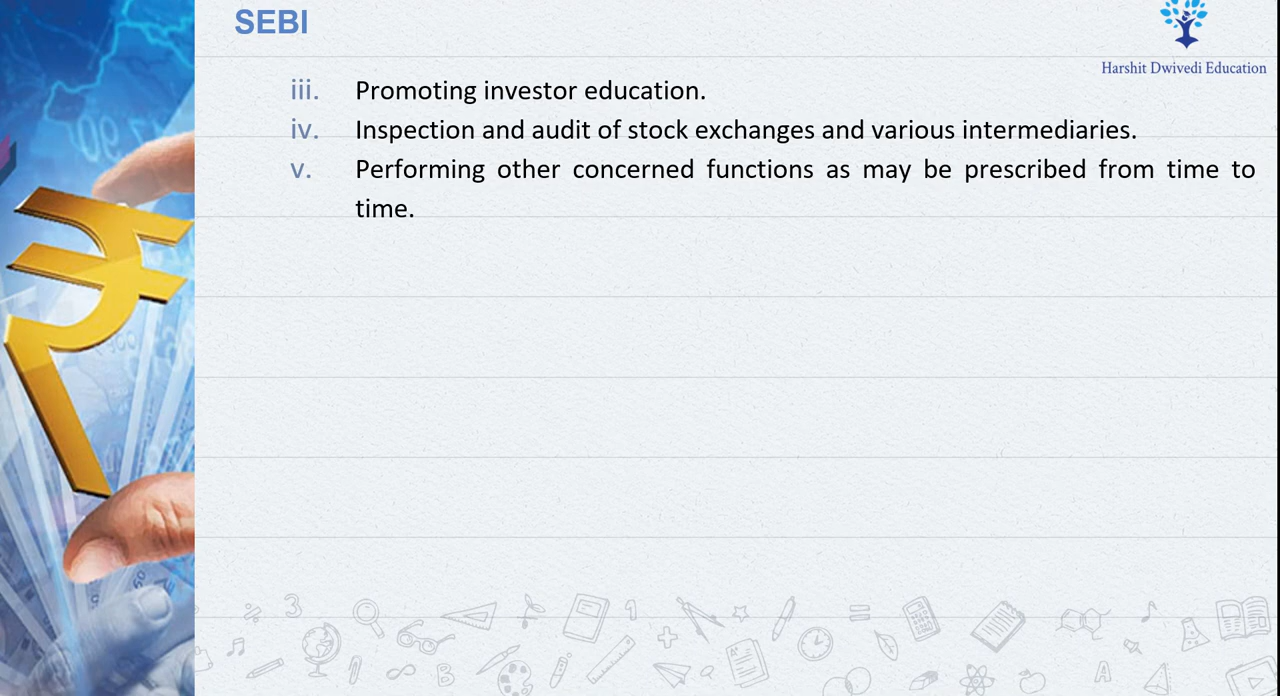 SEBI
Harshit Dwivedi Education
iii. Promoting investor education.
iv. Inspection and audit of stock exchanges and various intermediaries.
v. Performing other concerned functions as may be prescribed from time to
time.